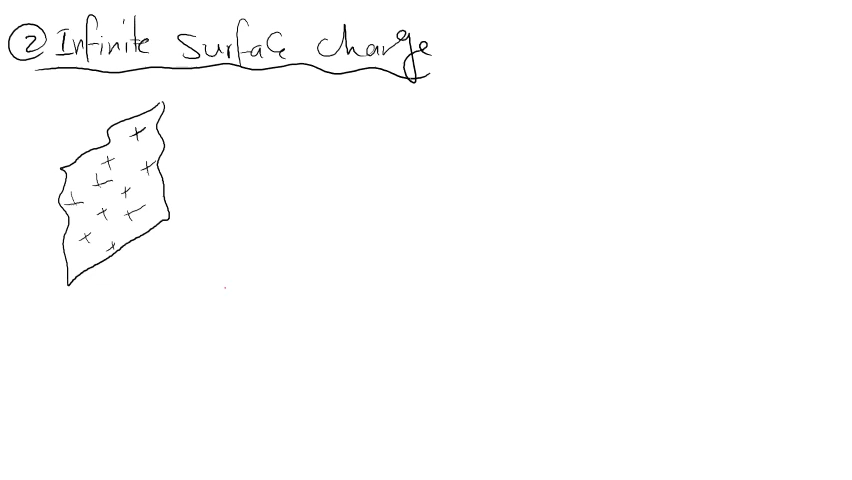 ② Infinite Surface charge
+ + + + + + + + + +